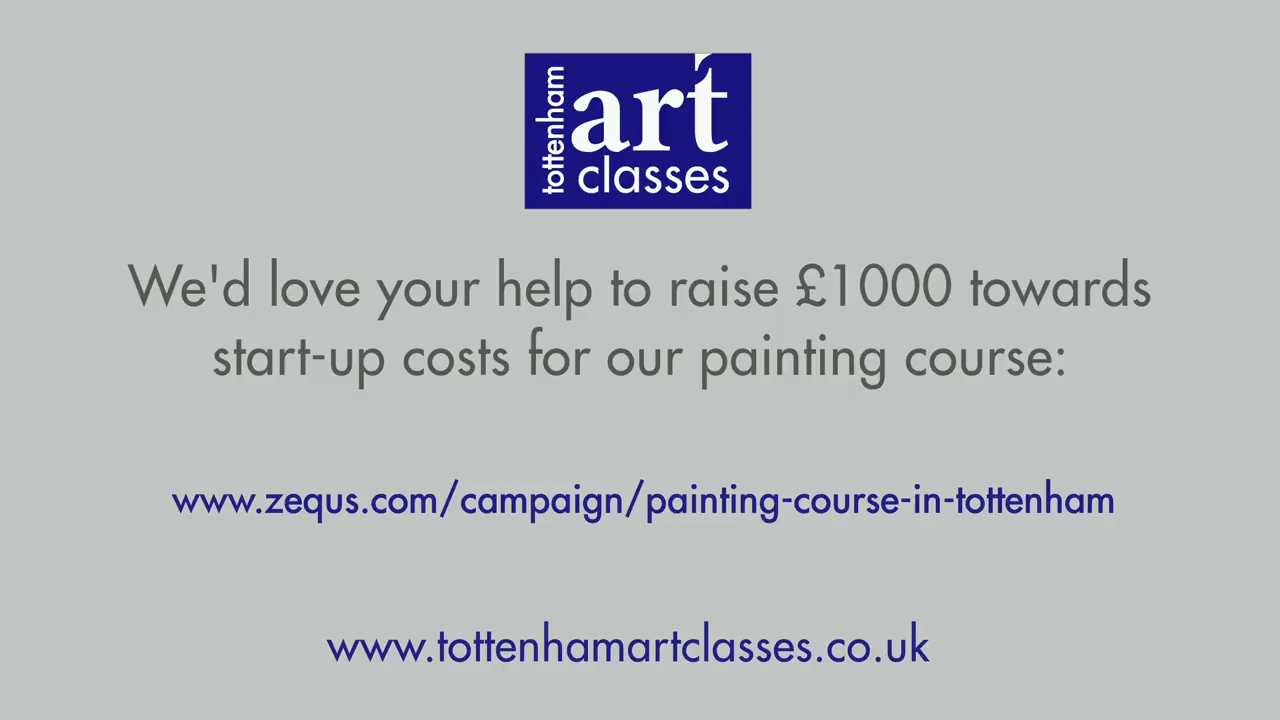 tottenham
art
classes
We'd love your help to raise £1000 towards
start-up costs for our painting course:
www.zequs.com/campaign/painting-course-in-tottenham
www.tottenhamartclasses.co.uk